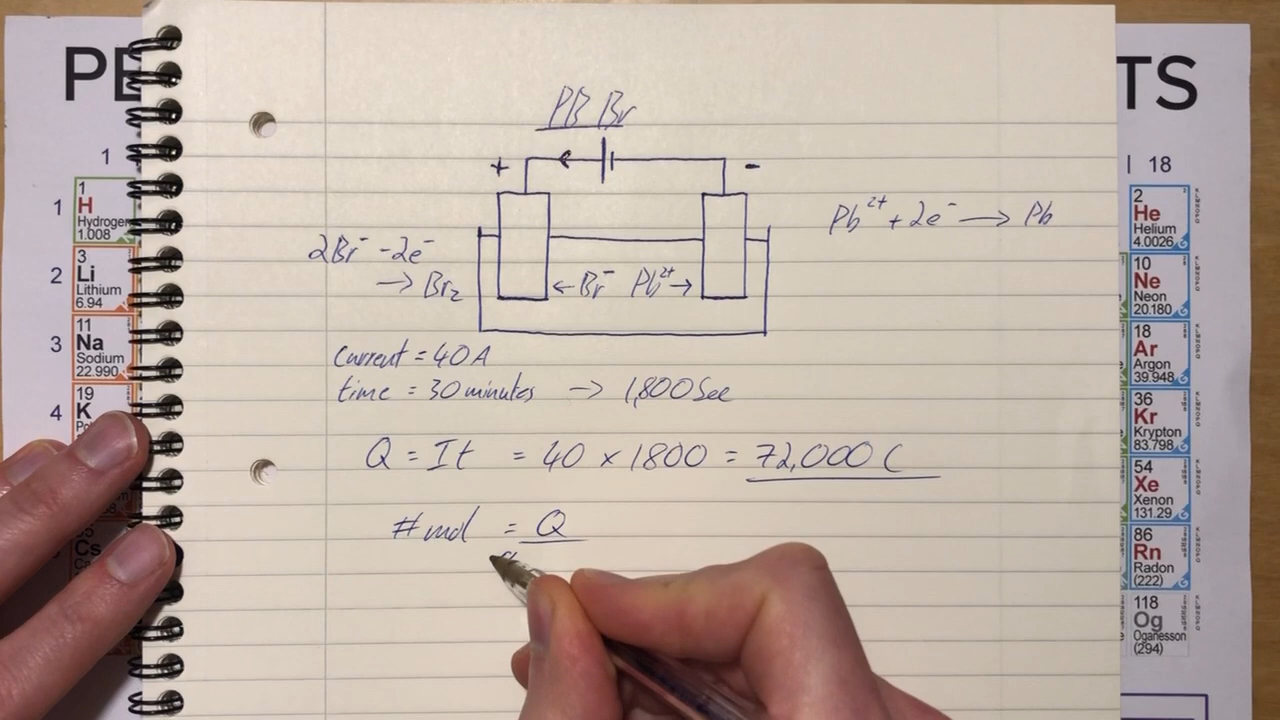 PE
TS
1
18
1
1
H
Hydrogen
1.008
2
3
Li
Lithium
6.94
3
11
Na
Sodium
22.990
4
19
K
Cs
2
He
Helium
4.0026
10
Ne
Neon
20.180
18
Ar
Argon
39.948
36
Kr
Krypton
83.798
54
Xe
Xenon
131.29
86
Rn
Radon
(222)
118
Og
Oganesson
(294)
PB Br
+ -
Pb²⁺ + 2e⁻ → Pb
2Br⁻ - 2e⁻
→ Br₂
← Br⁻ Pb²⁺ →
Current = 40A
time = 30 minutes → 1,800 Sec
Q = It = 40 × 1800 = 72,000 C
# mol = Q